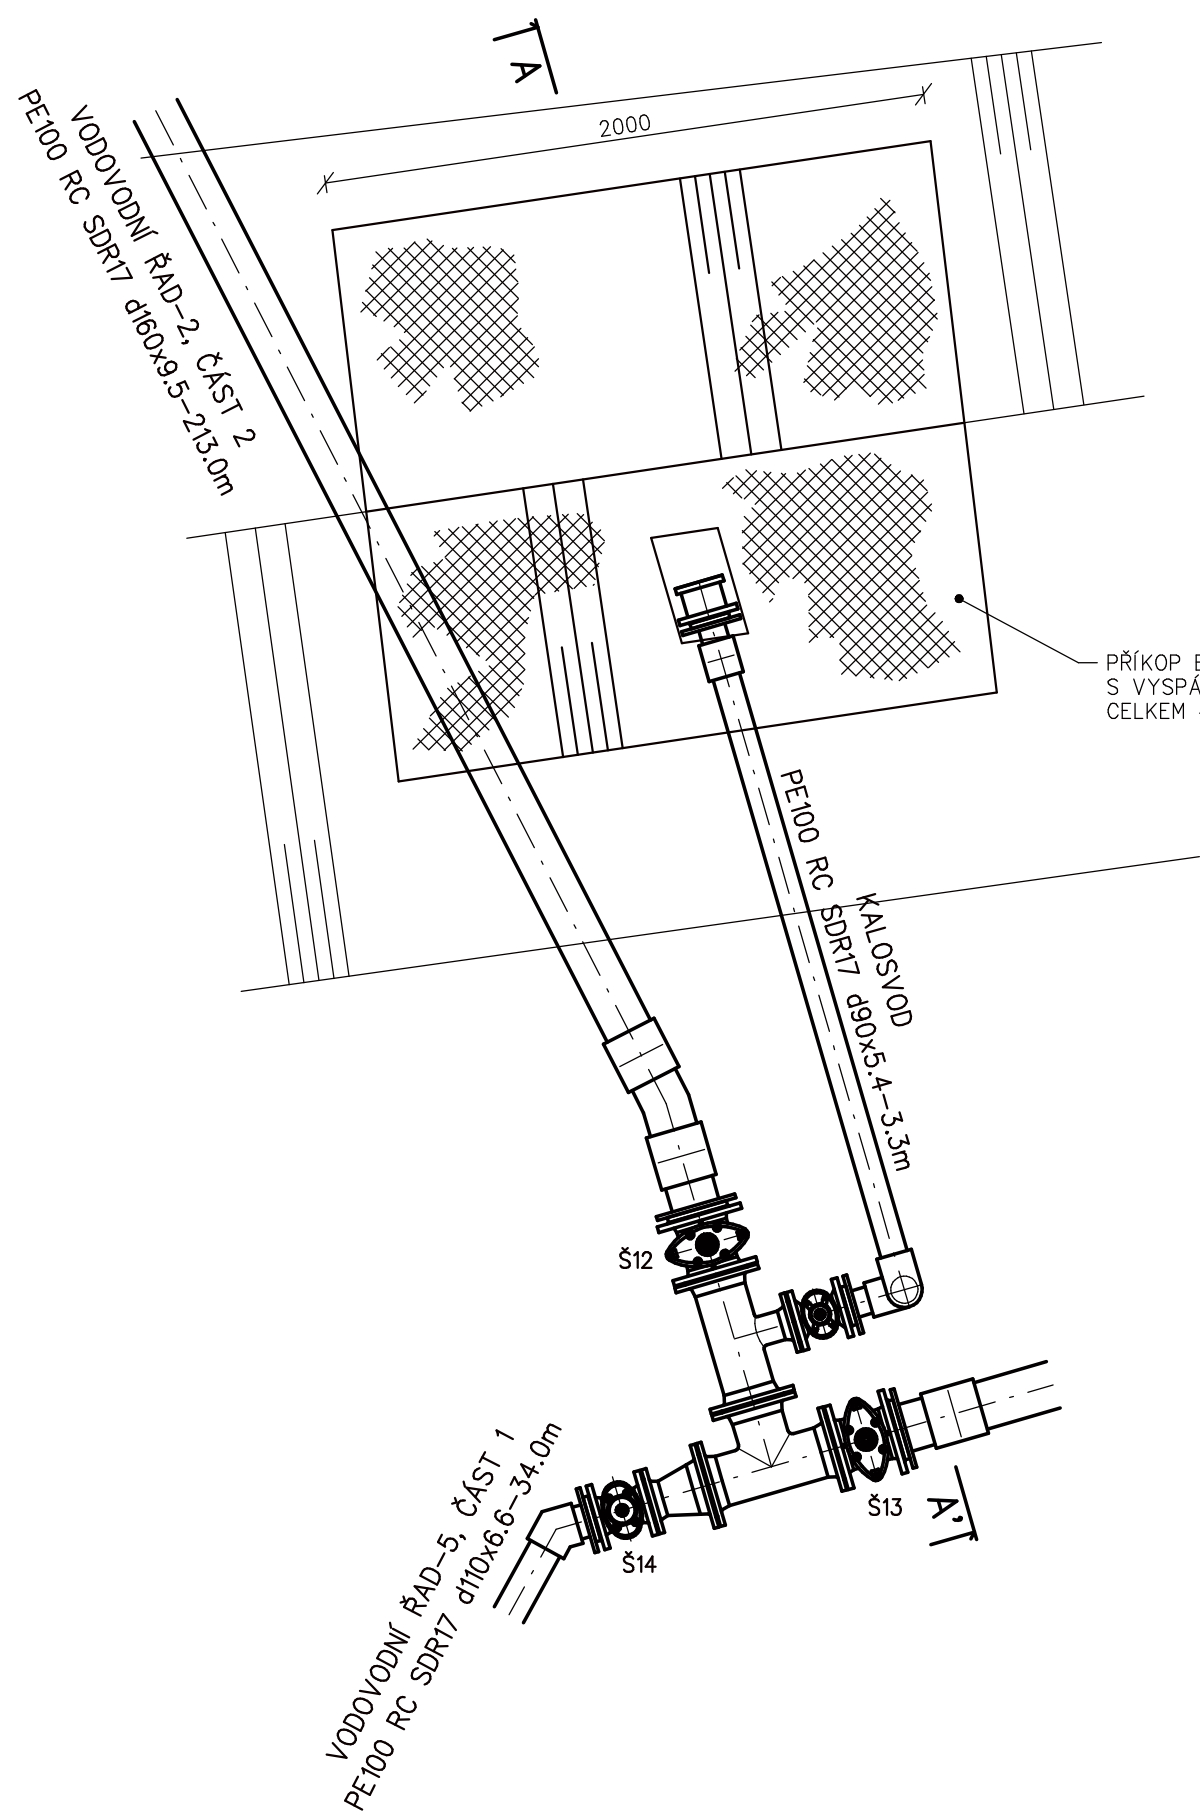 A
2000
VODOVODNÍ ŘAD-2, ČÁST 2
PE100 RC SDR17 d160x9.5-213.0m
PŘÍKOP
S
CELKEM
PE100 RC SDR17 d90x5.4-3.3m
KALOSVOD
Š12
Š13
A'
Š14
VODOVODNÍ ŘAD-5, ČÁST 1
PE100 RC SDR17 d110x6.6-34.0m